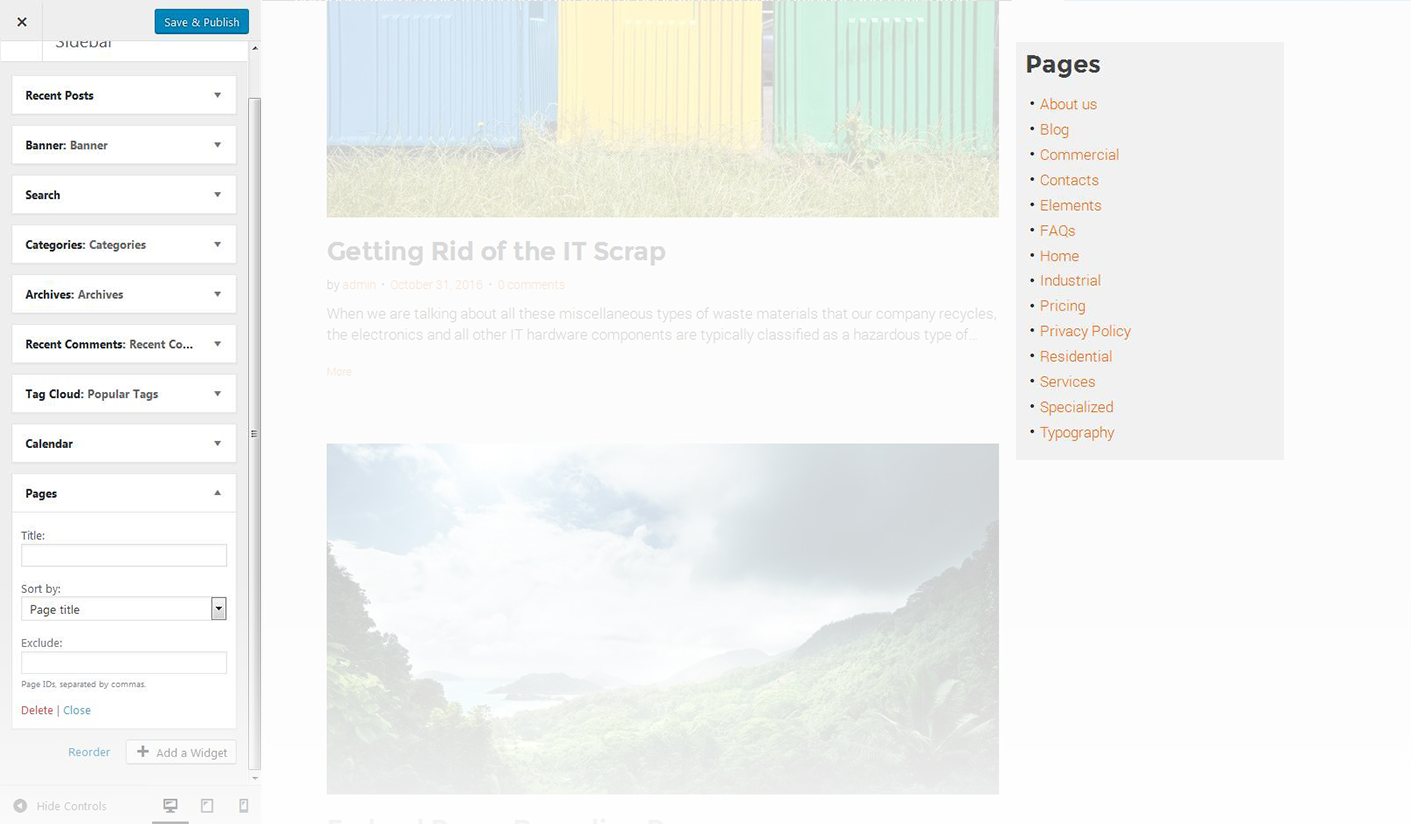 Save & Publish
Sidebar
Recent Posts
Banner: Banner
Search
Categories: Categories
Archives: Archives
Recent Comments: Recent Co...
Tag Cloud: Popular Tags
Calendar
Pages
Title:
Sort by:
Page title
Exclude:
Page IDs, separated by commas.
Delete | Close
Reorder
Add a Widget
Hide Controls
Getting Rid of the IT Scrap
by admin • October 31, 2016 • 0 comments
When we are talking about all these miscellaneous types of waste materials that our company recycles,
the electronics and all other IT hardware components are typically classified as a hazardous type of...
More
Pages
• About us
• Blog
• Commercial
• Contacts
• Elements
• FAQs
• Home
• Industrial
• Pricing
• Privacy Policy
• Residential
• Services
• Specialized
• Typography